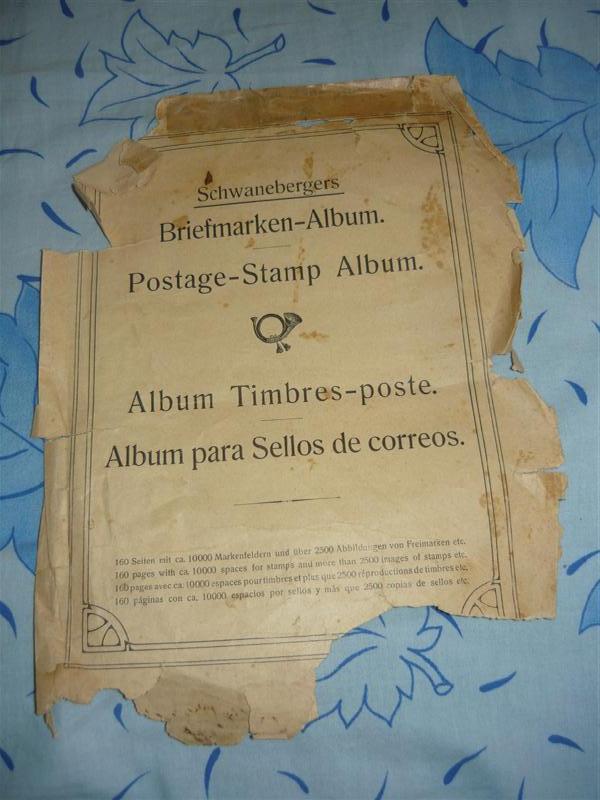 Schwanebergers
Briefmarken-Album.
Postage-Stamp Album.
Album Timbres-poste.
Album para Sellos de correos.
160 Seiten mit ca. 10000 Markenfeldern und über 2500 Abbildungen von Freimarken etc.
160 pages with ca. 10000 spaces for stamps and more than 2500 images of stamps etc.
160 pages avec ca. 10000 espaces pour timbres et plus que 2500 réproductions de timbres etc.
160 páginas con ca. 10000 espacios por sellos y más que 2500 copias de sellos etc.